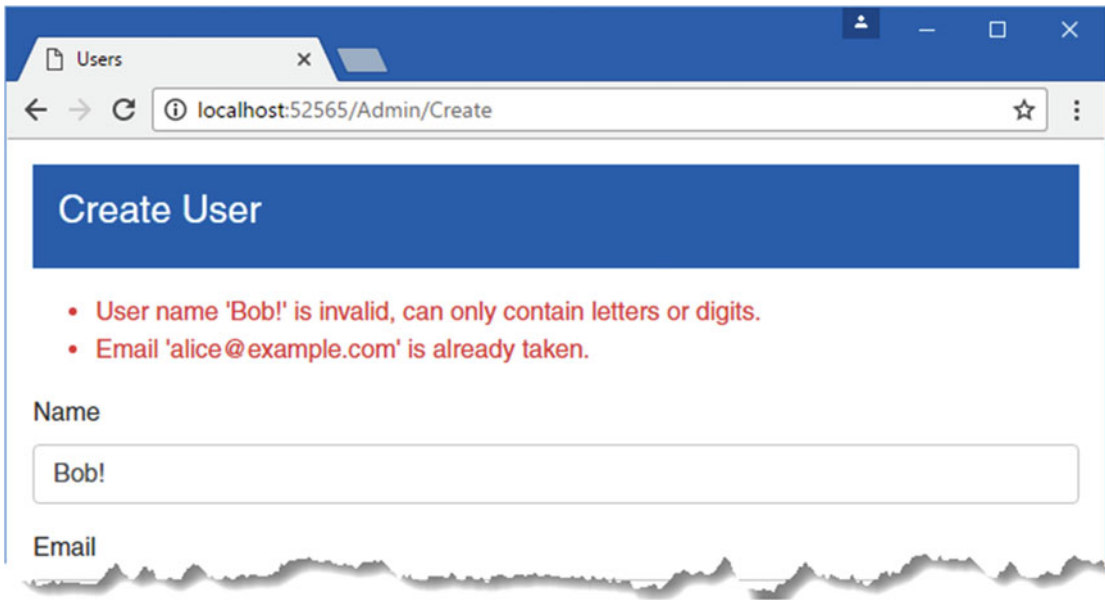 Users
localhost:52565/Admin/Create
Create User
• User name 'Bob!' is invalid, can only contain letters or digits.
• Email 'alice@example.com' is already taken.
Name
Bob!
Email